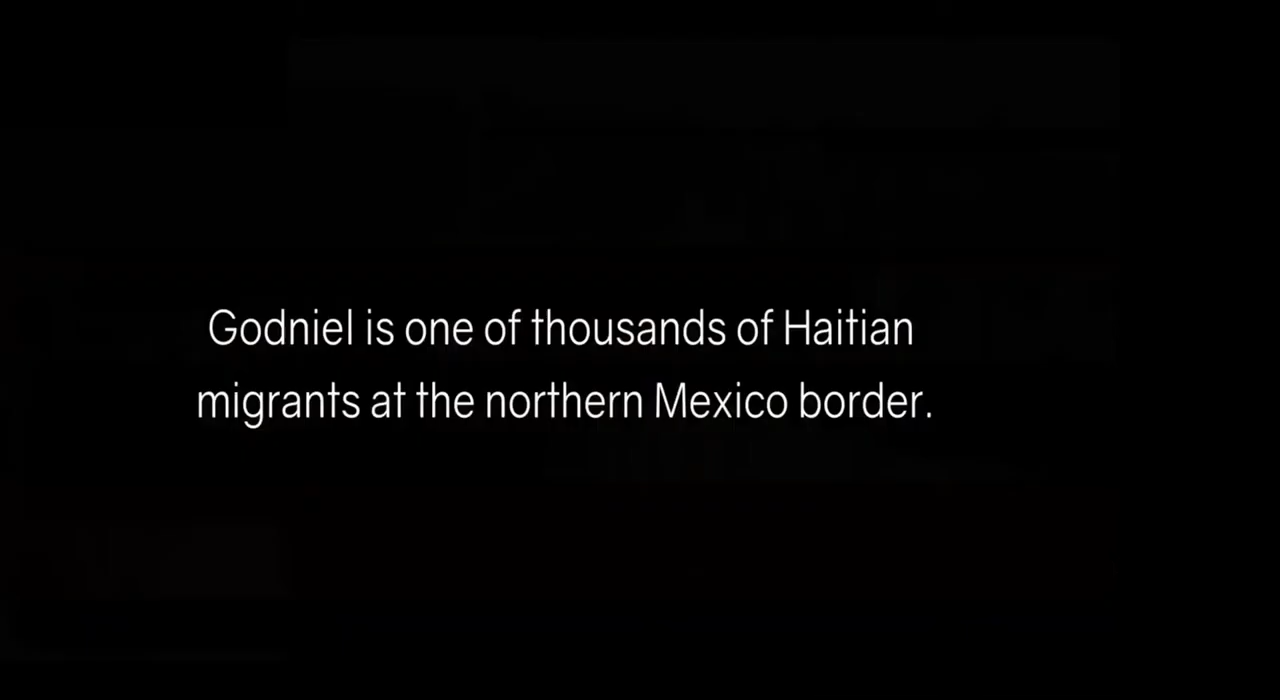 Godniel is one of thousands of Haitian
migrants at the northern Mexico border.